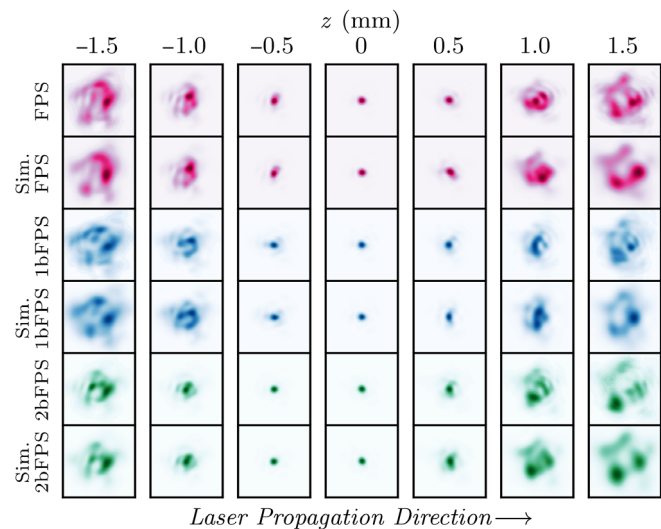 z (mm)
–1.5 –1.0 –0.5 0 0.5 1.0 1.5
FPS
Sim.
FPS
1bFPS
Sim.
1bFPS
2bFPS
Sim.
2bFPS
Laser Propagation Direction ⟶